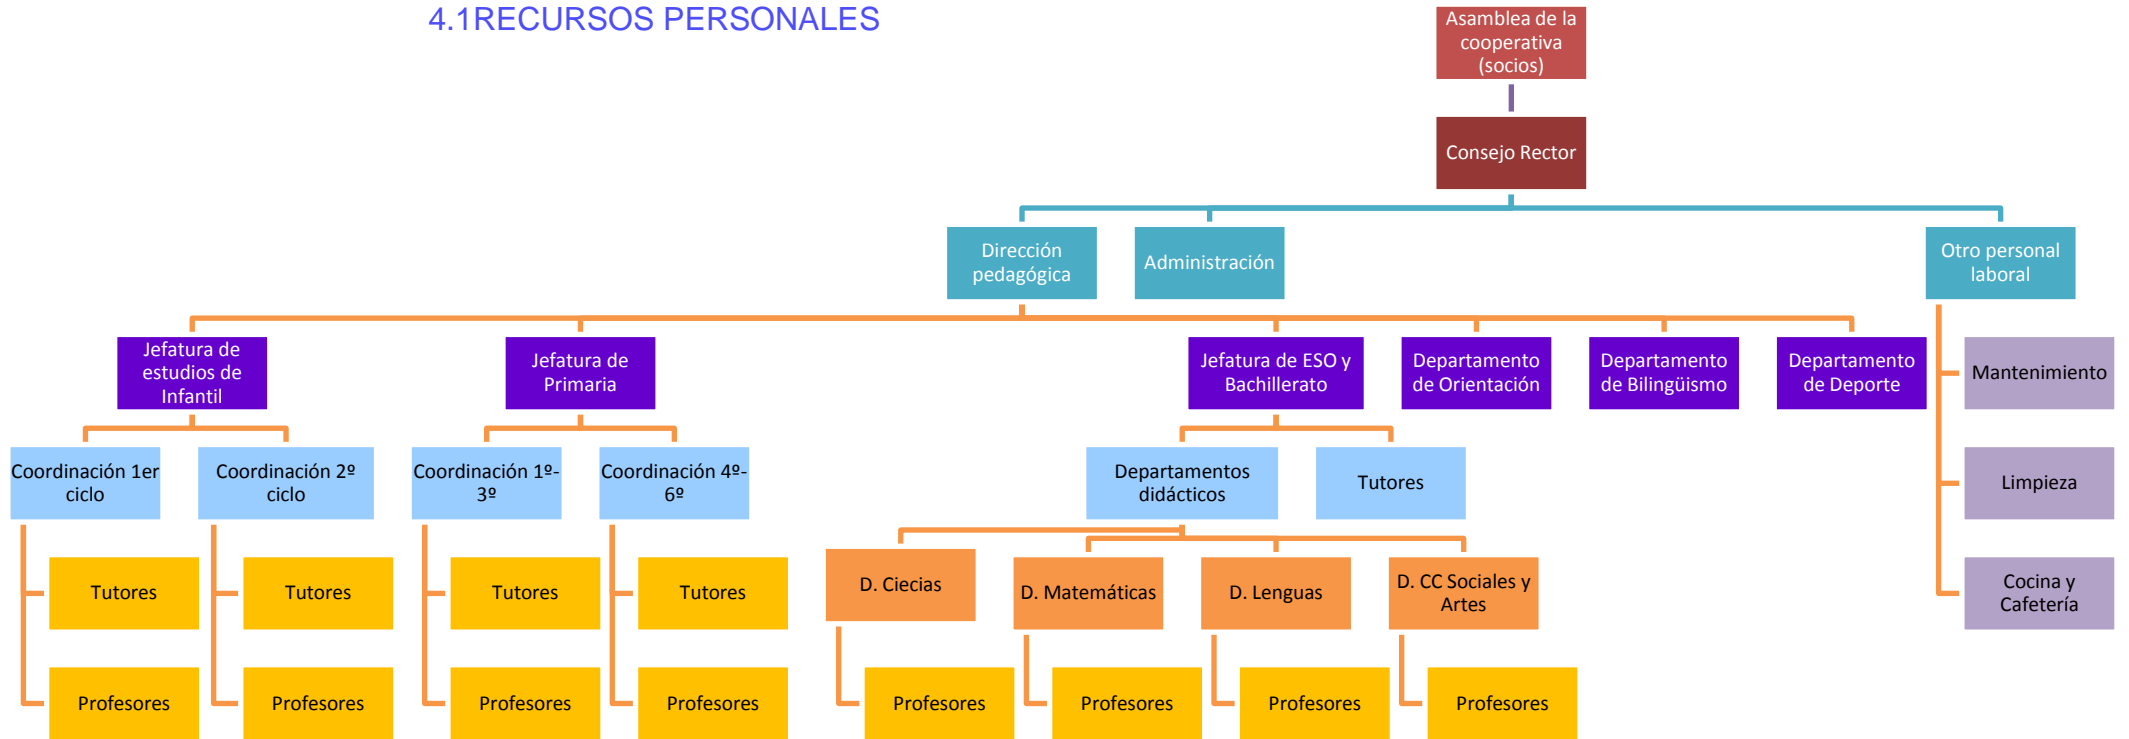 4.1RECURSOS PERSONALES
Asamblea de la
cooperativa
(socios)
Consejo Rector
Dirección
pedagógica
Administración
Otro personal
laboral
Jefatura de
estudios de
Infantil
Jefatura de
Primaria
Jefatura de ESO y
Bachillerato
Departamento
de Orientación
Departamento
de Bilingüismo
Departamento
de Deporte
Mantenimiento
Coordinación 1er
ciclo
Coordinación 2º
ciclo
Coordinación 1º-
3º
Coordinación 4º-
6º
Departamentos
didácticos
Tutores
Limpieza
Tutores
Tutores
Tutores
Tutores
D. Ciecias
D. Matemáticas
D. Lenguas
D. CC Sociales y
Artes
Cocina y
Cafetería
Profesores
Profesores
Profesores
Profesores
Profesores
Profesores
Profesores
Profesores